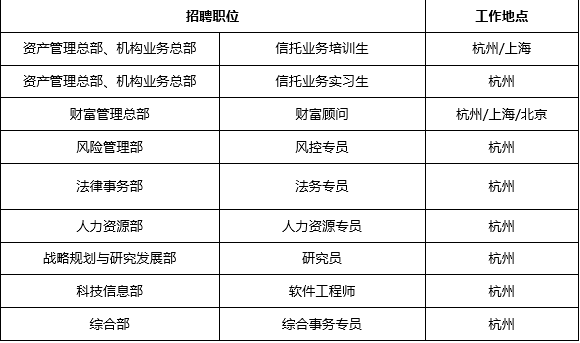 招聘职位 工作地点
资产管理总部、机构业务总部 信托业务培训生 杭州/上海
资产管理总部、机构业务总部 信托业务实习生 杭州
财富管理总部 财富顾问 杭州/上海/北京
风险管理部 风控专员 杭州
法律事务部 法务专员 杭州
人力资源部 人力资源专员 杭州
战略规划与研究发展部 研究员 杭州
科技信息部 软件工程师 杭州
综合部 综合事务专员 杭州